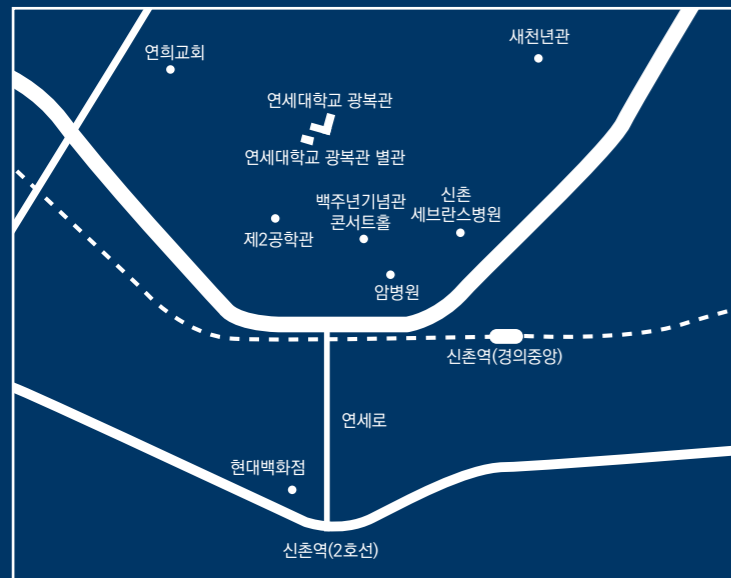 새천년관
연희교회
연세대학교 광복관
연세대학교 광복관 별관
백주년기념관
콘서트홀
신촌
세브란스병원
제2공학관
암병원
신촌역(경의중앙)
연세로
현대백화점
신촌역(2호선)